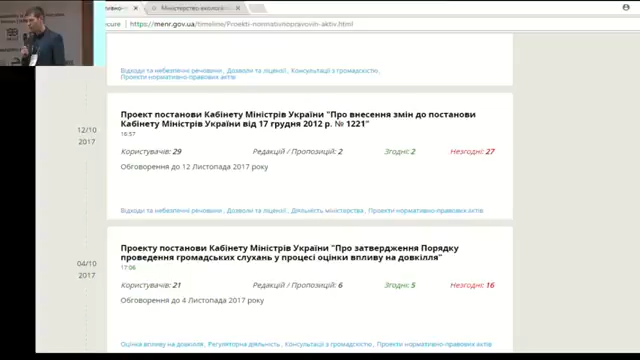 Міністерство еколог
https://menr.gov.ua/timeline/Proekti-normativnopravovih-aktiv.html
Відходи та небезпечні речовини, Дозволи та ліцензії, Консультації з громадськістю,
Проекти нормативно-правових актів
12/10
2017
Проект постанови Кабінету Міністрів України "Про внесення змін до постанови
Кабінету Міністрів України від 17 грудня 2012 р. № 1221"
16:57
Користувачів: 29 Редакцій / Пропозицій: 2 Згодні: 2 Незгодні: 27
Обговорення до 12 Листопада 2017 року
Відходи та небезпечні речовини, Дозволи та ліцензії, Діяльність міністерства, Проекти нормативно-правових актів
04/10
2017
Проекту постанови Кабінету Міністрів України "Про затвердження Порядку
проведення громадських слухань у процесі оцінки впливу на довкілля"
17:06
Користувачів: 21 Редакцій / Пропозицій: 6 Згодні: 5 Незгодні: 16
Обговорення до 4 Листопада 2017 року
Оцінка впливу на довкілля, Регуляторна діяльність, Консультації з громадськістю, Проекти нормативно-правових актів